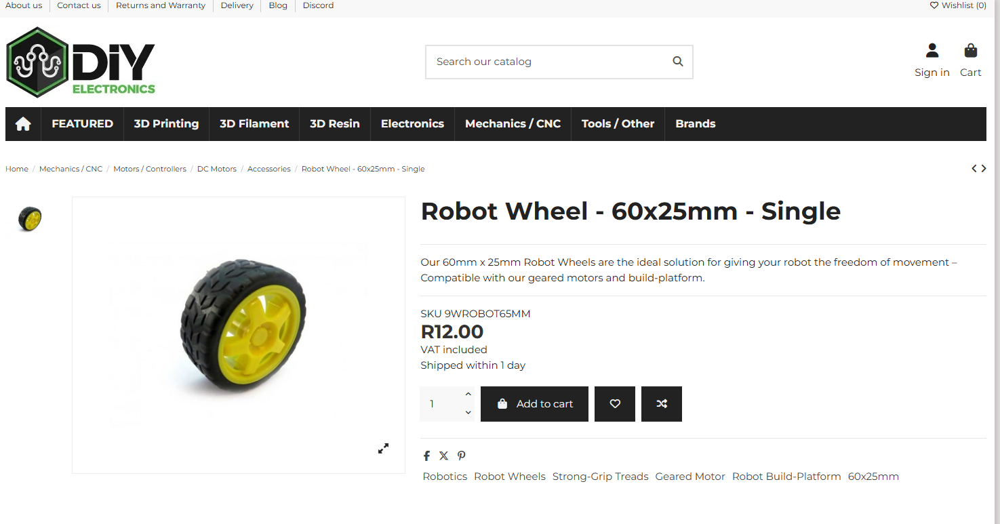 About us
Contact us
Returns and Warranty
Delivery
Blog
Discord
Wishlist (0)
DIY
ELECTRONICS
Search our catalog
Sign in
Cart
FEATURED
3D Printing
3D Filament
3D Resin
Electronics
Mechanics / CNC
Tools / Other
Brands
Home / Mechanics / CNC / Motors / Controllers / DC Motors / Accessories / Robot Wheel - 60x25mm - Single
Robot Wheel - 60x25mm - Single
Our 60mm x 25mm Robot Wheels are the ideal solution for giving your robot the freedom of movement –
Compatible with our geared motors and build-platform.
SKU 9WROBOT65MM
R12.00
VAT included
Shipped within 1 day
1
Add to cart
Robotics Robot Wheels Strong-Grip Treads Geared Motor Robot Build-Platform 60x25mm